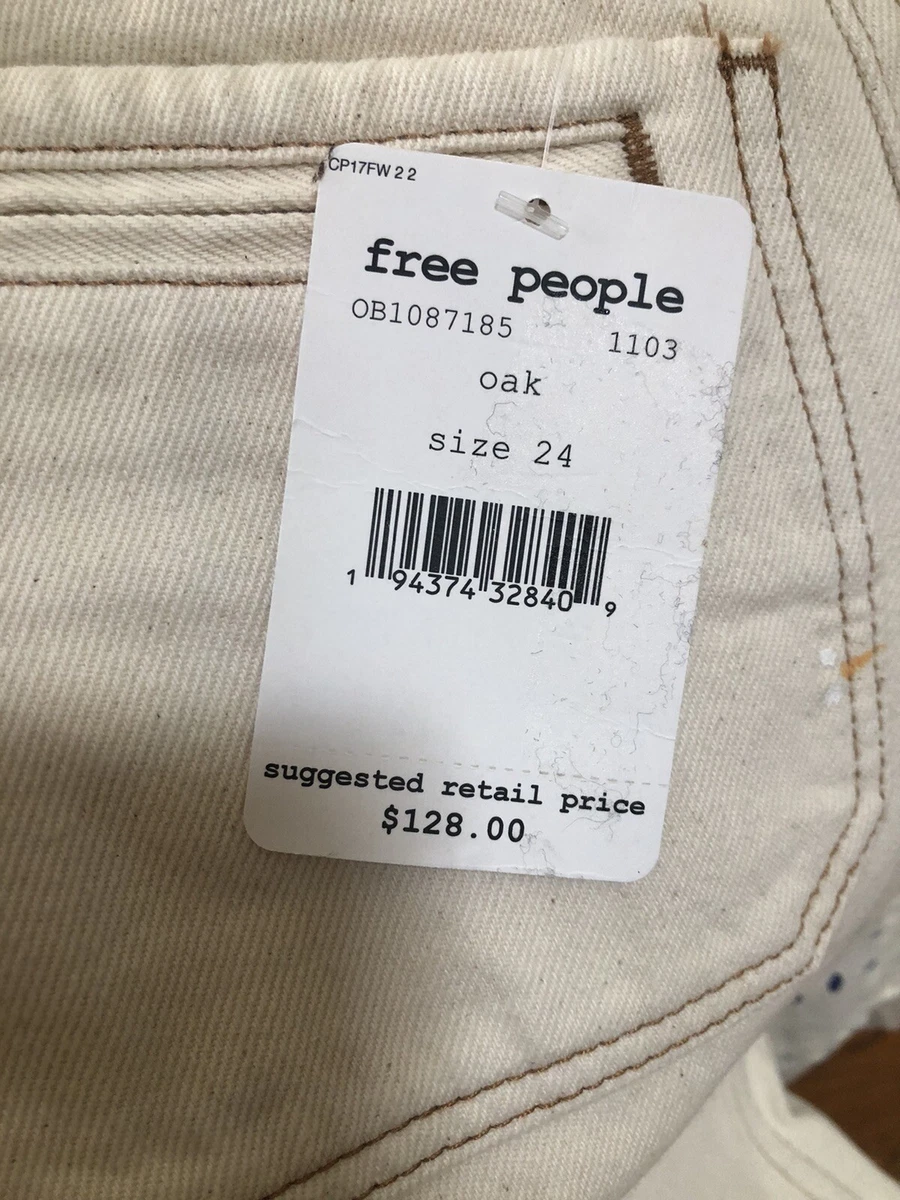 CP17FW 2 2
free people
OB1087185 1103
oak
size 24
1 94374 32840 9
suggested retail price
$128.00